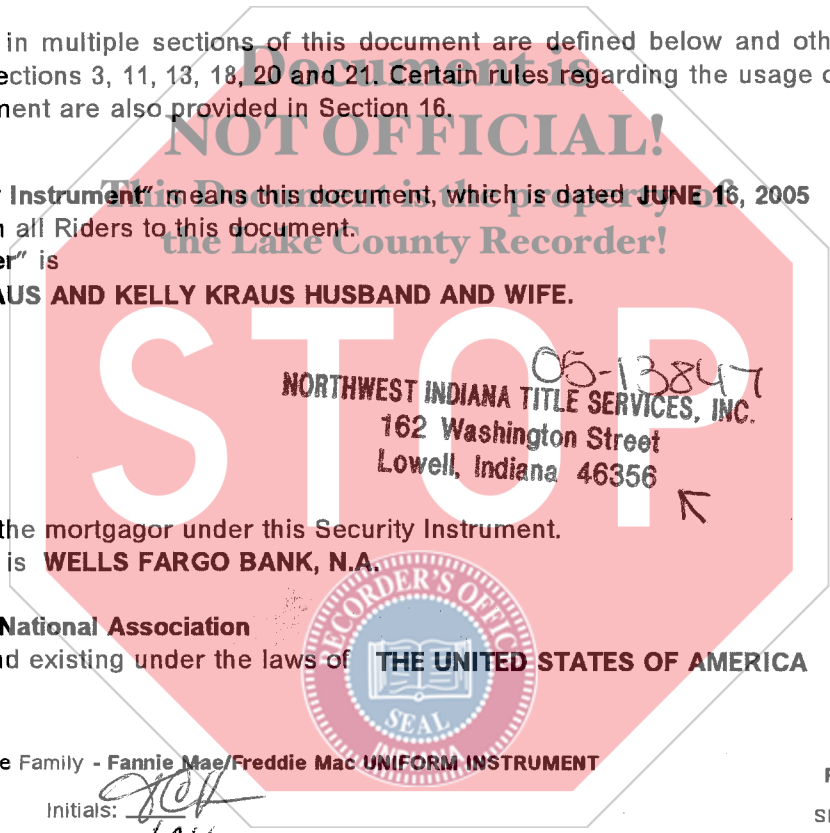 in multiple sections of this document are defined below and oth
ections 3, 11, 13, 18, 20 and 21. Certain rules regarding the usage o
ment are also provided in Section 16.
Document is
NOT OFFICIAL!
This Document is the property of
the Lake County Recorder!
Instrument" means this document, which is dated JUNE 16, 2005
all Riders to this document.
er" is
AUS AND KELLY KRAUS HUSBAND AND WIFE.
STOP
05-13847
NORTHWEST INDIANA TITLE SERVICES, INC.
162 Washington Street
Lowell, Indiana 46356
the mortgagor under this Security Instrument.
is WELLS FARGO BANK, N.A.
National Association
nd existing under the laws of THE UNITED STATES OF AMERICA
RECORDER'S OFFICE
SEAL
INDIANA
e Family - Fannie Mae/Freddie Mac UNIFORM INSTRUMENT
Initials: